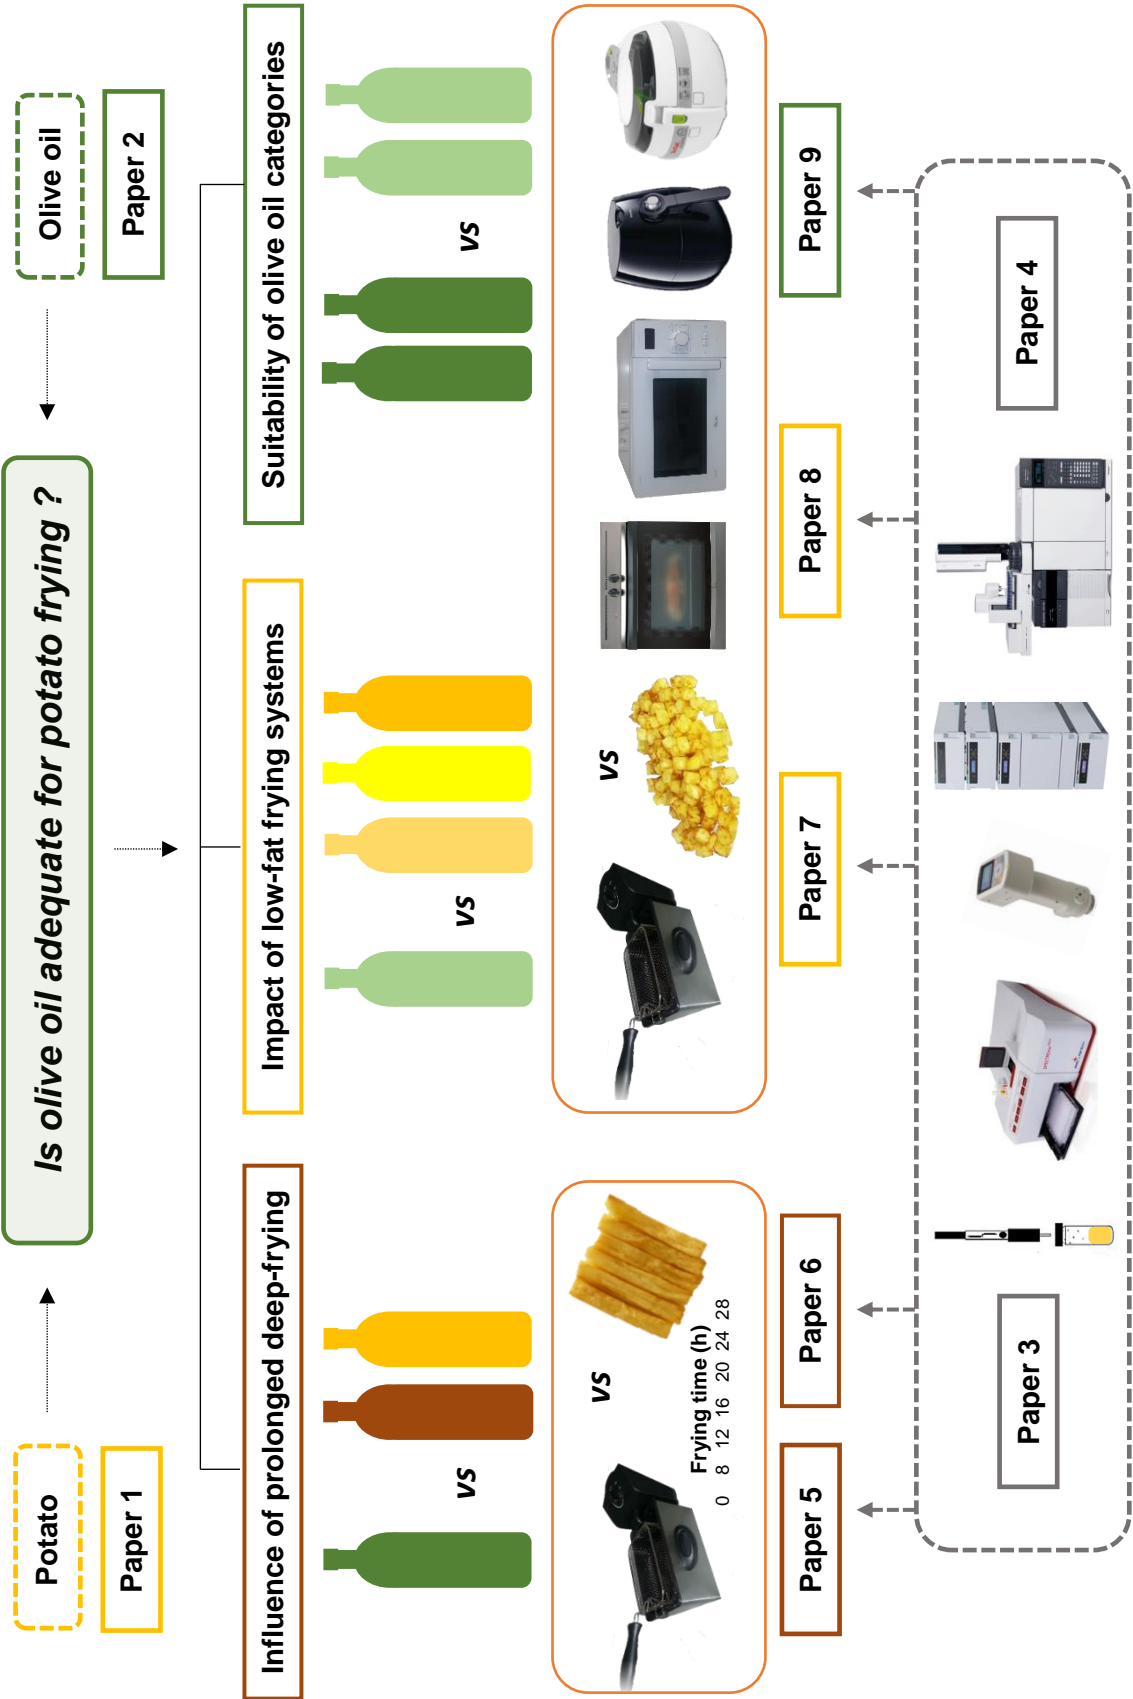 Is olive oil adequate for potato frying ?
Potato
Paper 1
Olive oil
Paper 2
Influence of prolonged deep-frying
Impact of low-fat frying systems
Suitability of olive oil categories
vs
vs
vs
vs
Frying time (h)
0 8 12 16 20 24 28
vs
Paper 5
Paper 6
Paper 7
Paper 8
Paper 9
Paper 3
Paper 4